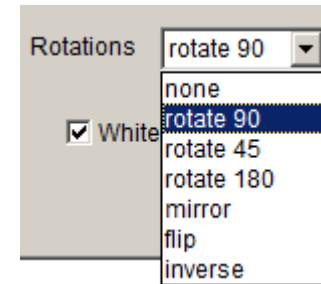 Rotations rotate 90
none
White rotate 90
rotate 45
rotate 180
mirror
flip
inverse